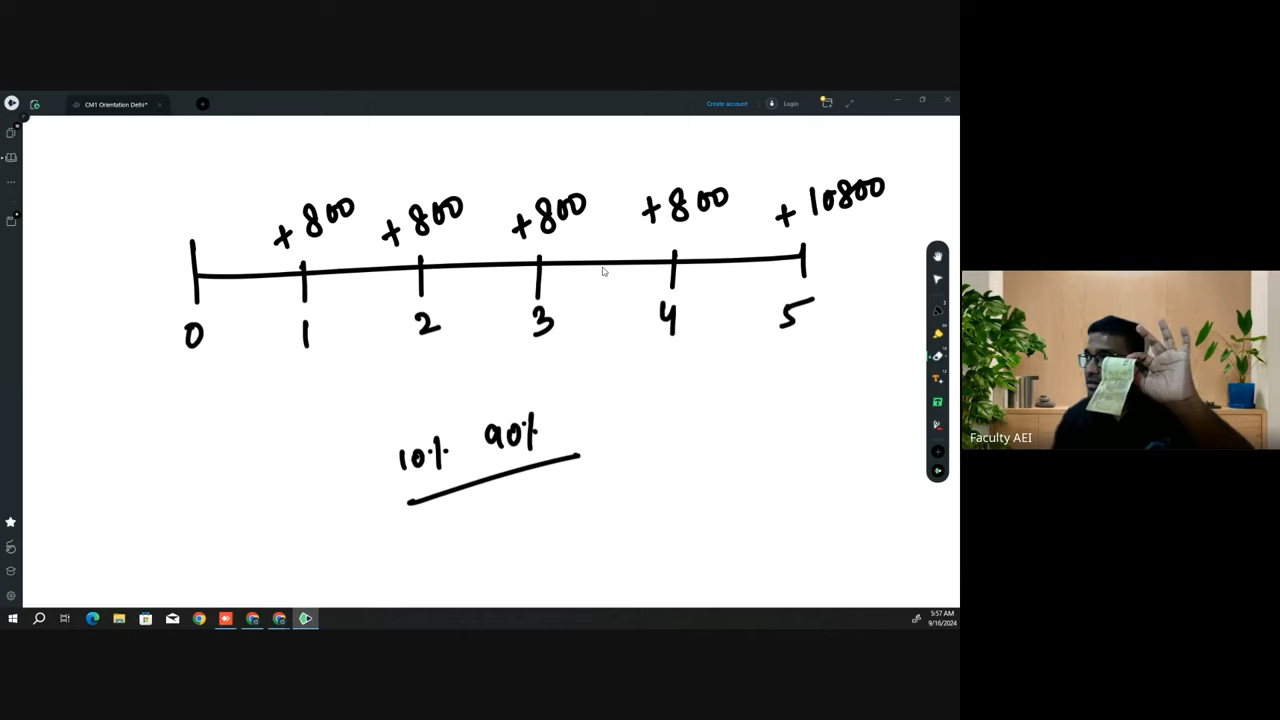 CM1 Orientation Delhi*
Create account
Login
+800 +800 +800 +800 +10800
0 1 2 3 4 5
10% 90%
Faculty AEI
5:57 AM
9/16/2024